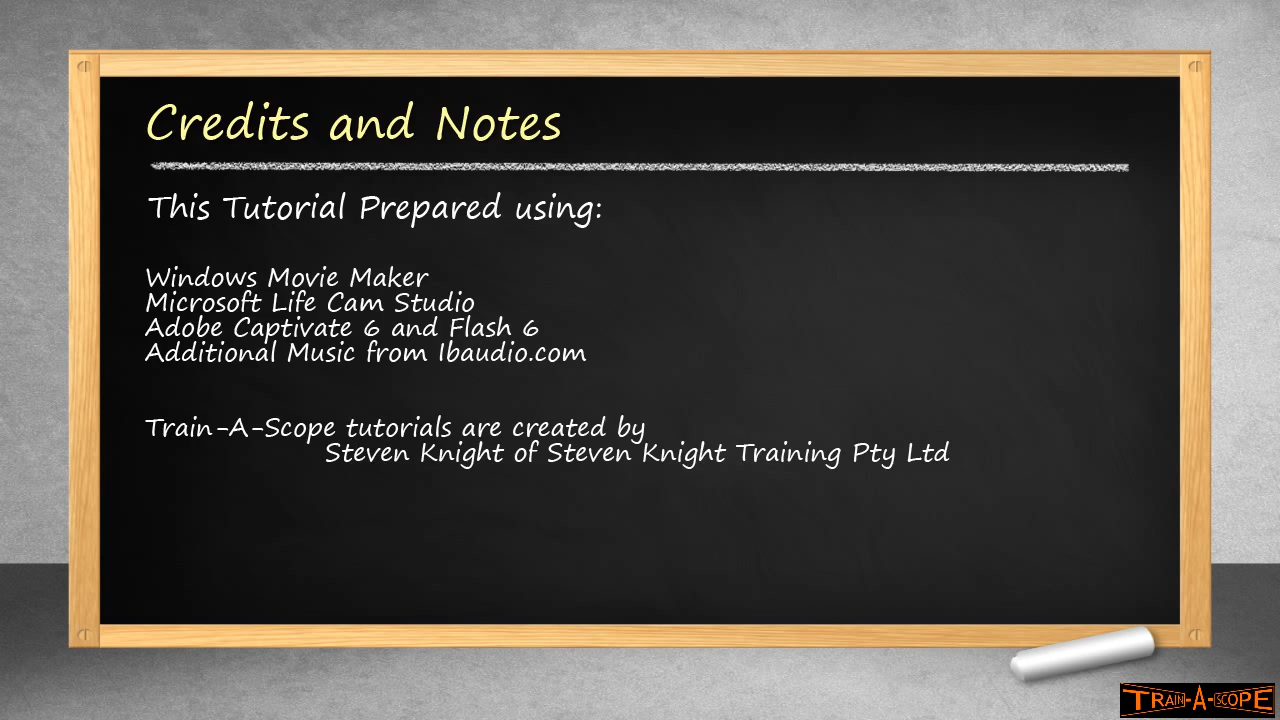 Credits and Notes
This Tutorial Prepared using:
Windows Movie Maker
Microsoft Life Cam Studio
Adobe Captivate 6 and Flash 6
Additional Music from Ibaudio.com
Train-A-Scope tutorials are created by
Steven Knight of Steven Knight Training Pty Ltd
TRAIN-A-SCOPE